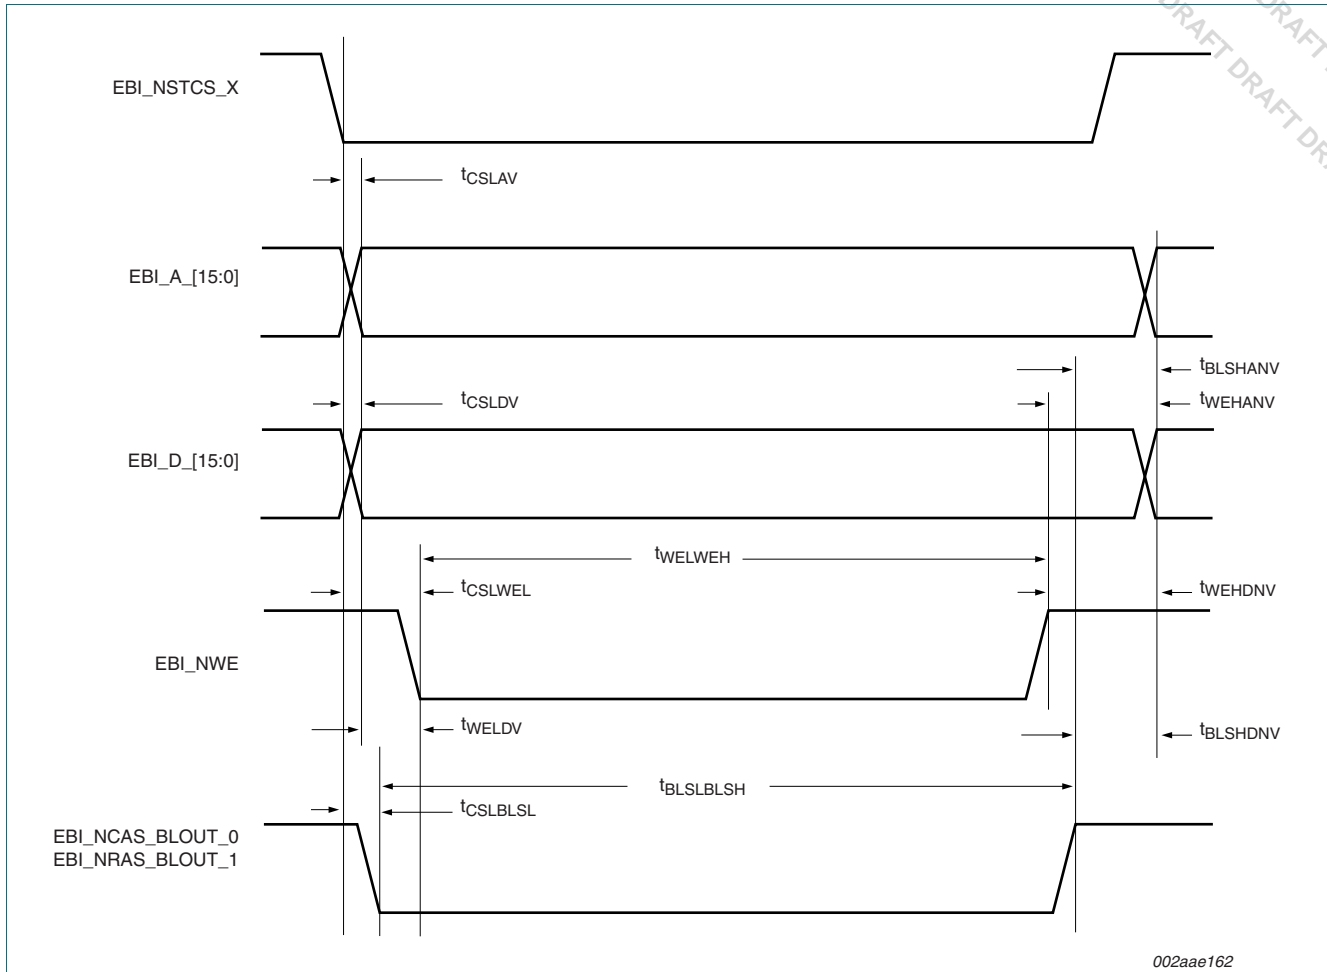 DRAFT DRAFT DRAFT
DRAFT
EBI_NSTCS_X
tCSLAV
EBI_A_[15:0]
tBLSHANV
tCSLDV
tWEHANV
EBI_D_[15:0]
tWELWEH
tCSLWEL
tWEHDNV
EBI_NWE
tWELDV
tBLSHDNV
tBLSLBLSH
tCSLBLSL
EBI_NCAS_BLOUT_0
EBI_NRAS_BLOUT_1
002aae162